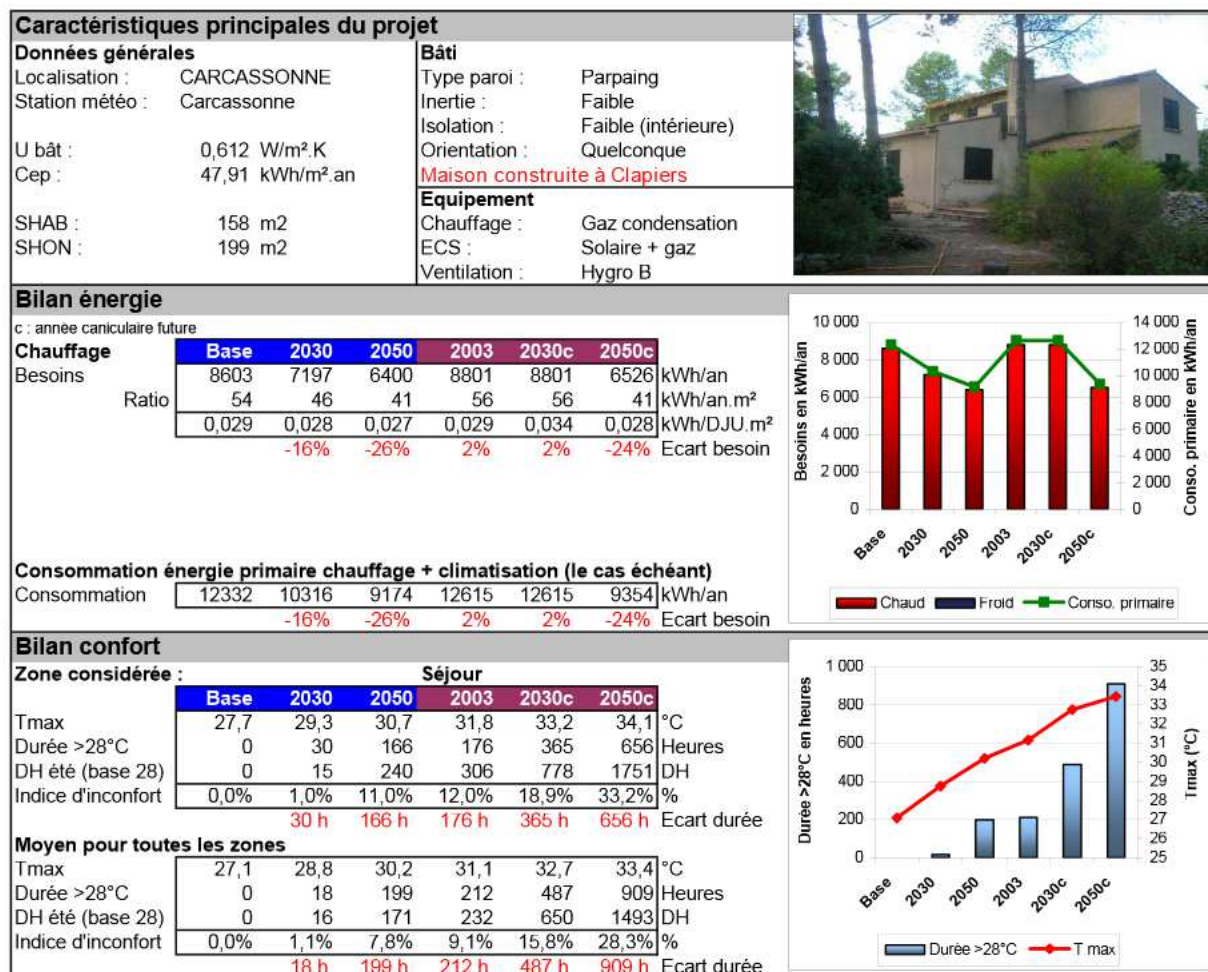 Caractéristiques principales du projet
Données générales
Localisation : CARCASSONNE
Station météo : Carcassonne
U bât : 0,612 W/m².K
Cep : 47,91 kWh/m².an
SHAB : 158 m2
SHON : 199 m2
Bâti
Type paroi : Parpaing
Inertie : Faible
Isolation : Faible (intérieure)
Orientation : Quelconque
Maison construite à Clapiers
Equipement
Chauffage : Gaz condensation
ECS : Solaire + gaz
Ventilation : Hygro B
Bilan énergie
c : année caniculaire future
Chauffage Base 2030 2050 2003 2030c 2050c
Besoins 8603 7197 6400 8801 8801 6526 kWh/an
Ratio 54 46 41 56 56 41 kWh/an.m²
0,029 0,028 0,027 0,029 0,034 0,028 kWh/DJU.m²
-16% -26% 2% 2% -24% Ecart besoin
Consommation énergie primaire chauffage + climatisation (le cas échéant)
Consommation 12332 10316 9174 12615 12615 9354 kWh/an
-16% -26% 2% 2% -24% Ecart besoin
Besoins en kWh/an
10 000
8 000
6 000
4 000
2 000
0
14 000
12 000
10 000
8 000
6 000
4 000
2 000
0
Conso. primaire en kWh/an
Base 2030 2050 2003 2030c 2050c
Chaud Froid Conso. primaire
Bilan confort
Zone considérée : Séjour
Base 2030 2050 2003 2030c 2050c
Tmax 27,7 29,3 30,7 31,8 33,2 34,1 °C
Durée >28°C 0 30 166 176 365 656 Heures
DH été (base 28) 0 15 240 306 778 1751 DH
Indice d'inconfort 0,0% 1,0% 11,0% 12,0% 18,9% 33,2% %
30 h 166 h 176 h 365 h 656 h Ecart durée
Moyen pour toutes les zones
Tmax 27,1 28,8 30,2 31,1 32,7 33,4 °C
Durée >28°C 0 18 199 212 487 909 Heures
DH été (base 28) 0 16 171 232 650 1493 DH
Indice d'inconfort 0,0% 1,1% 7,8% 9,1% 15,8% 28,3% %
18 h 199 h 212 h 487 h 909 h Ecart durée
Durée >28°C en heures
1 000
800
600
400
200
0
35
34
33
32
31
30
29
28
27
26
25
Tmax (°C)
Base 2030 2050 2003 2030c 2050c
Durée >28°C T max